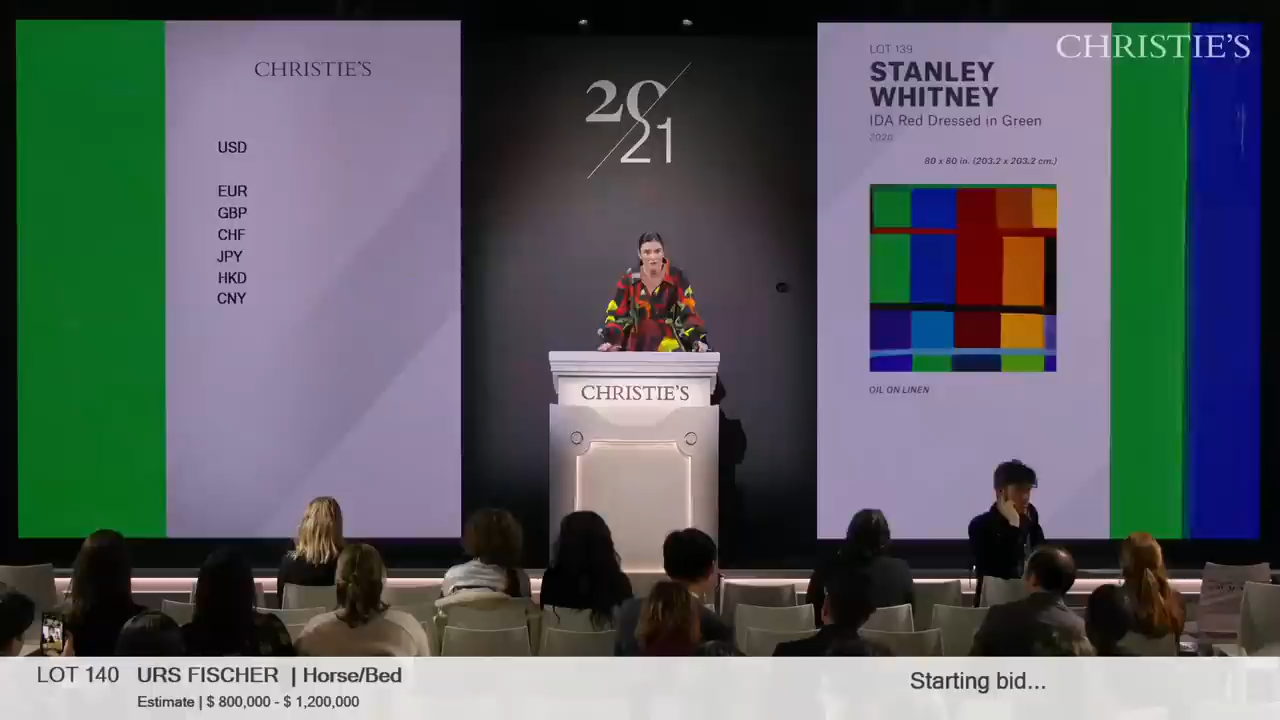 CHRISTIE'S
USD
EUR
GBP
CHF
JPY
HKD
CNY
20
21
CHRISTIE'S
LOT 139
CHRISTIE'S
STANLEY
WHITNEY
IDA Red Dressed in Green
2020
80 x 80 in. (203.2 x 203.2 cm.)
OIL ON LINEN
LOT 140 URS FISCHER | Horse/Bed
Estimate | $ 800,000 - $ 1,200,000
Starting bid...